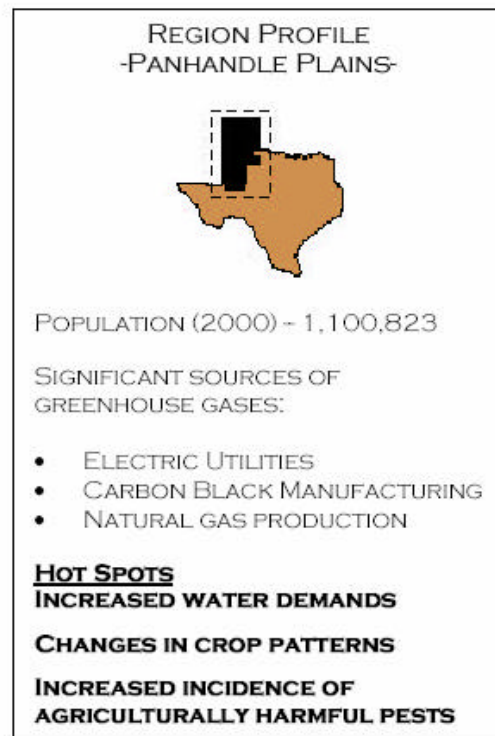 REGION PROFILE
-PANHANDLE PLAINS-
POPULATION (2000) - 1,100,823
SIGNIFICANT SOURCES OF
GREENHOUSE GASES:
• ELECTRIC UTILITIES
• CARBON BLACK MANUFACTURING
• NATURAL GAS PRODUCTION
HOT SPOTS
INCREASED WATER DEMANDS
CHANGES IN CROP PATTERNS
INCREASED INCIDENCE OF
AGRICULTURALLY HARMFUL PESTS